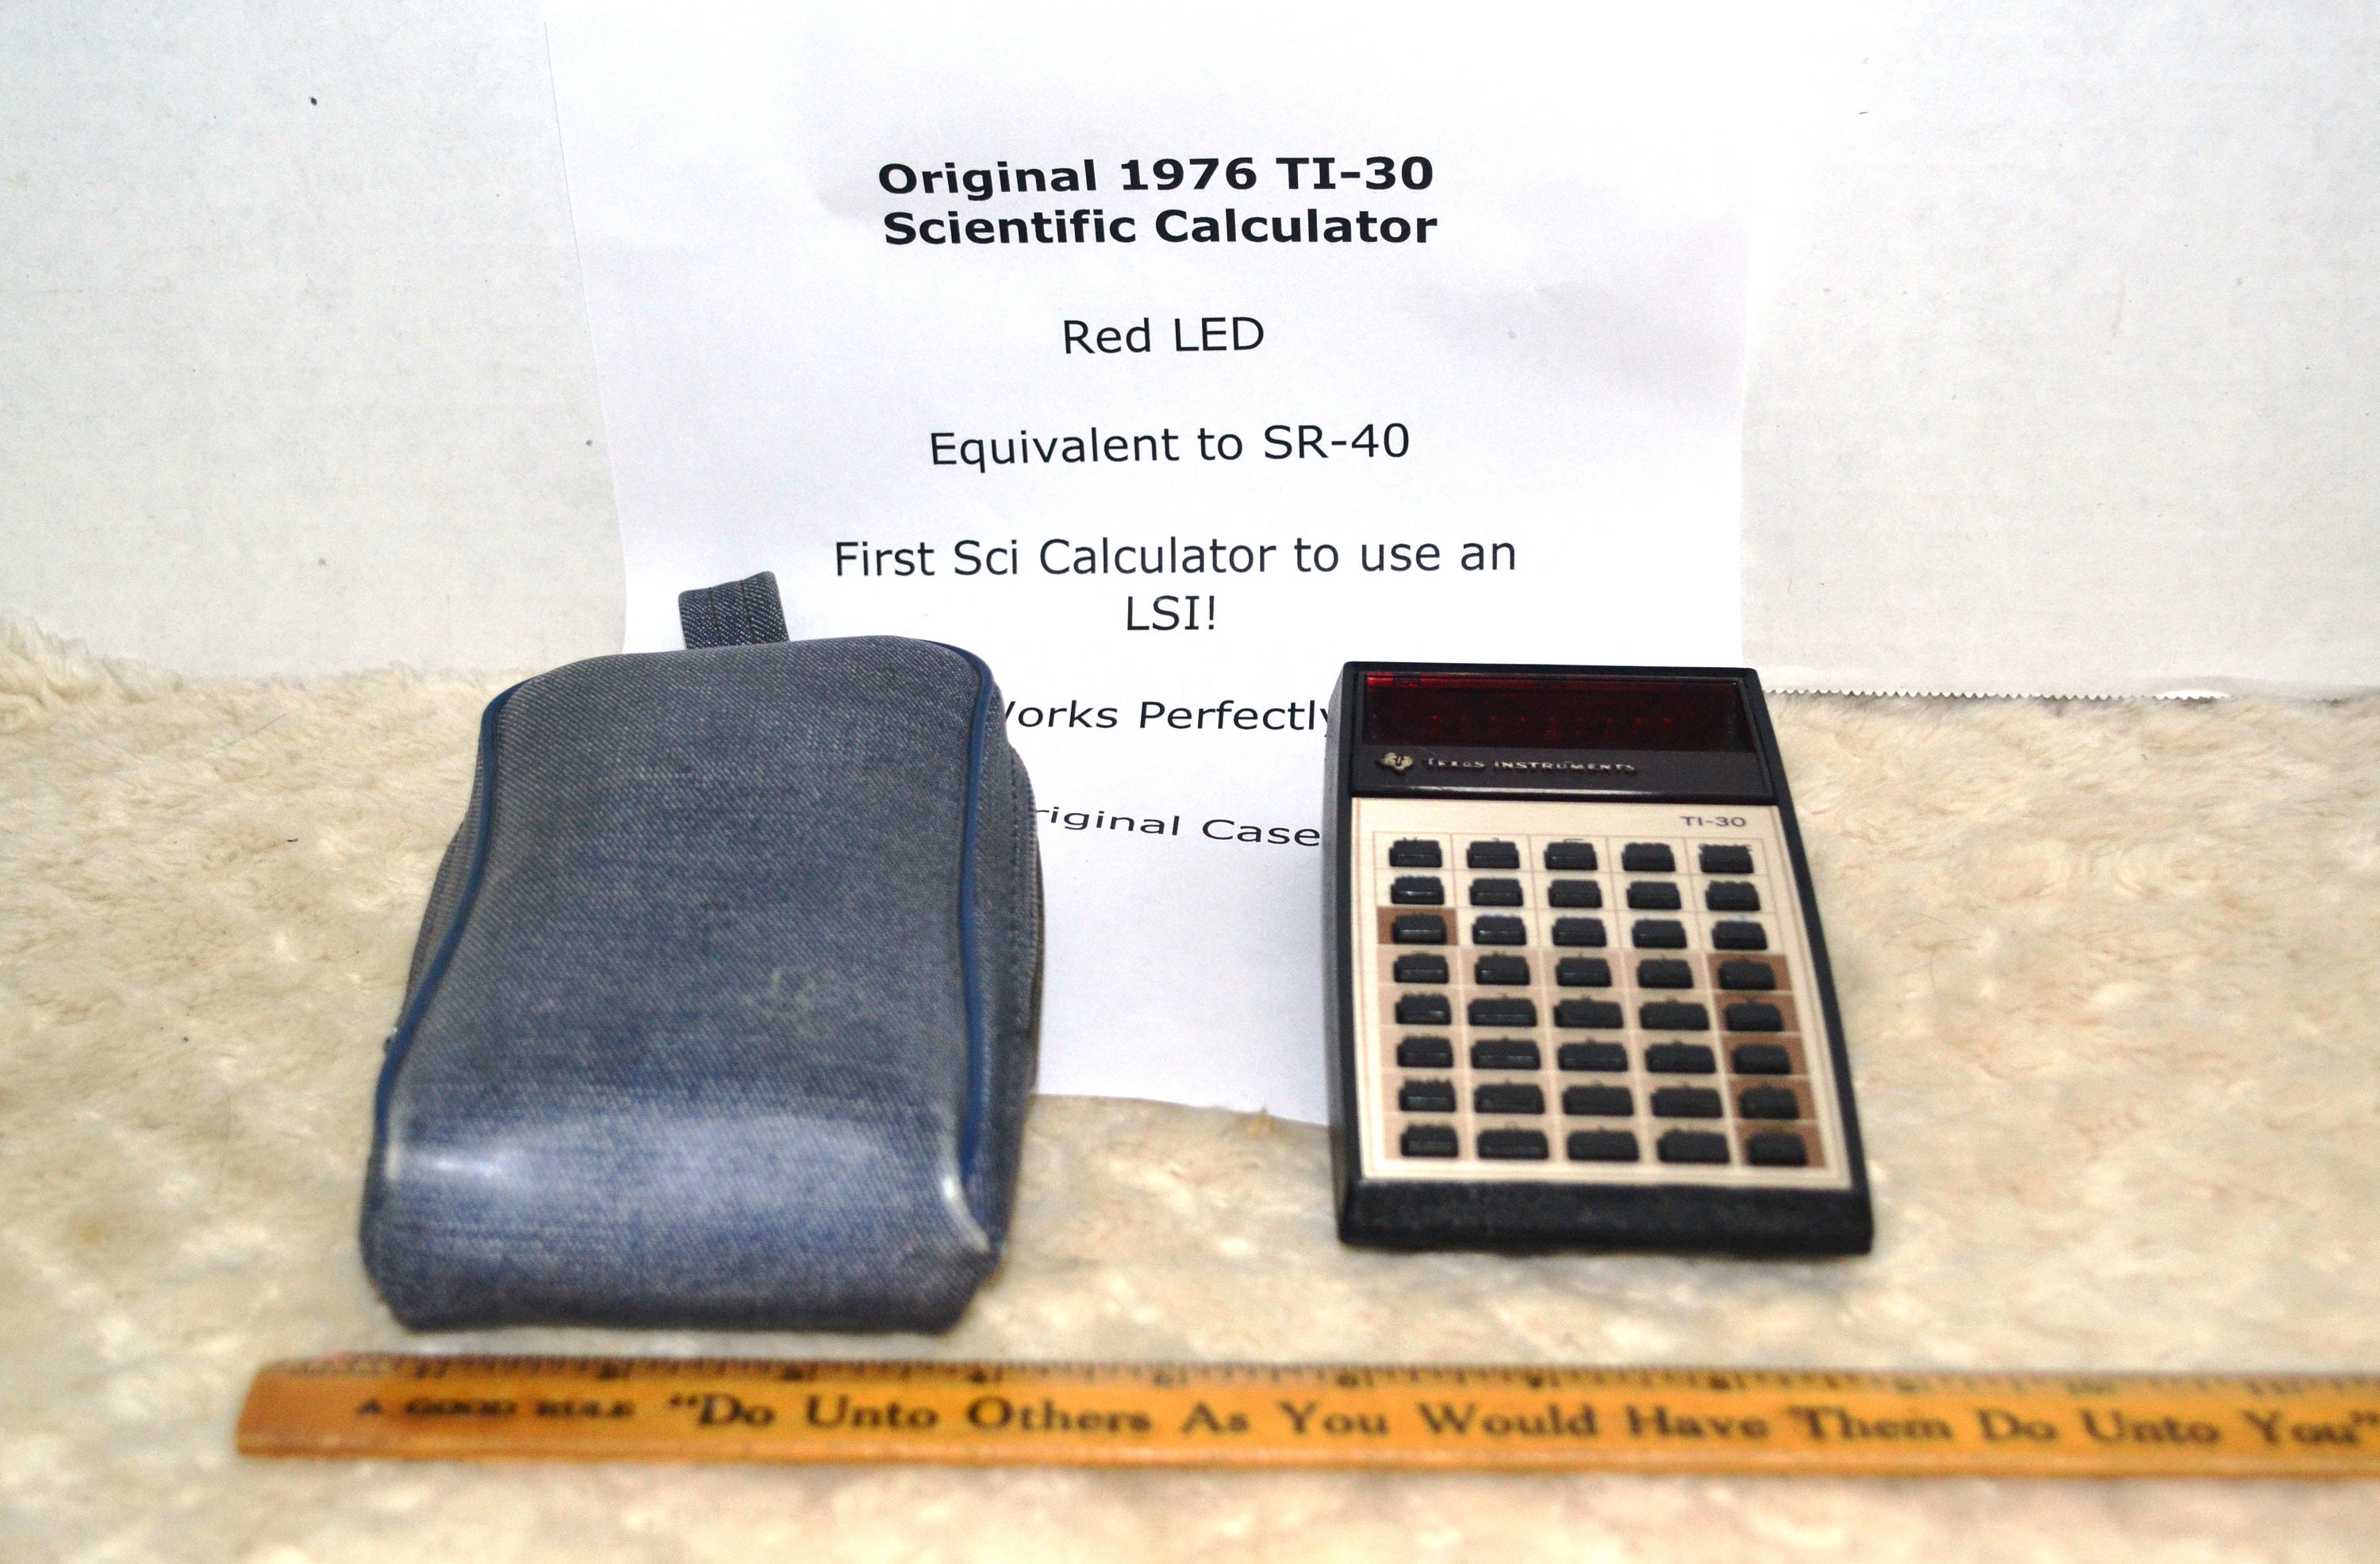 Original 1976 TI-30
Scientific Calculator
Red LED
Equivalent to SR-40
First Sci Calculator to use an
LSI!
orks Perfectly
riginal Case
TEXAS INSTRUMENTS
TI-30
A GOOD RULE "Do Unto Others As You Would Have Them Do Unto You"